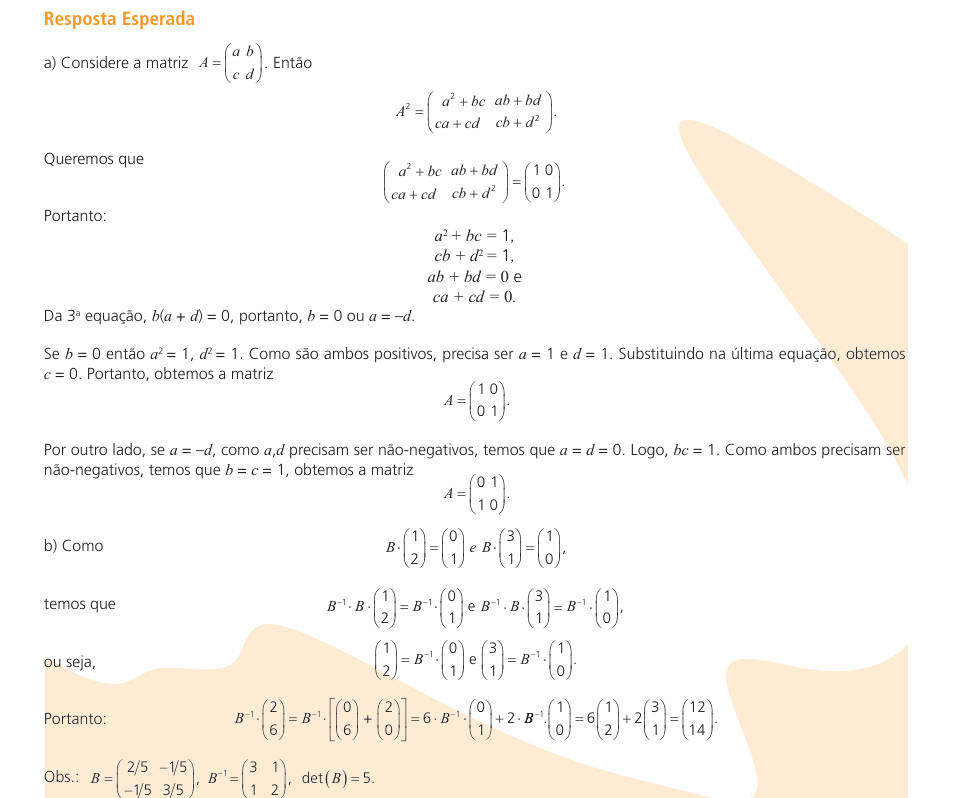 Resposta Esperada
a) Considere a matriz A = (a b; c d). Então
A² = (a² + bc ab + bd; ca + cd cb + d²).
Queremos que
(a² + bc ab + bd; ca + cd cb + d²) = (1 0; 0 1).
Portanto:
a² + bc = 1,
cb + d² = 1,
ab + bd = 0 e
ca + cd = 0.
Da 3ª equação, b(a + d) = 0, portanto, b = 0 ou a = –d.
Se b = 0 então a² = 1, d² = 1. Como são ambos positivos, precisa ser a = 1 e d = 1. Substituindo na última equação, obtemos
c = 0. Portanto, obtemos a matriz
A = (1 0; 0 1).
Por outro lado, se a = –d, como a,d precisam ser não-negativos, temos que a = d = 0. Logo, bc = 1. Como ambos precisam ser
não-negativos, temos que b = c = 1, obtemos a matriz
A = (0 1; 1 0).
b) Como B · (1; 2) = (0; 1) e B · (3; 1) = (1; 0),
temos que B⁻¹ · B · (1; 2) = B⁻¹ · (0; 1) e B⁻¹ · B · (3; 1) = B⁻¹ · (1; 0),
ou seja, (1; 2) = B⁻¹ · (0; 1) e (3; 1) = B⁻¹ · (1; 0).
Portanto: B⁻¹ · (2; 6) = B⁻¹ · [(0; 6) + (2; 0)] = 6 · B⁻¹ · (0; 1) + 2 · B⁻¹ · (1; 0) = 6(1; 2) + 2(3; 1) = (12; 14).
Obs.: B = (2/5 –1/5; –1/5 3/5), B⁻¹ = (3 1; 1 2), det(B) = 5.